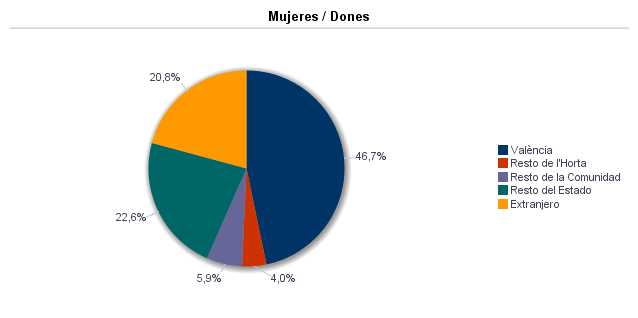 Mujeres / Dones
20,8%
46,7%
22,6%
5,9%
4,0%
València
Resto de l'Horta
Resto de la Comunidad
Resto del Estado
Extranjero